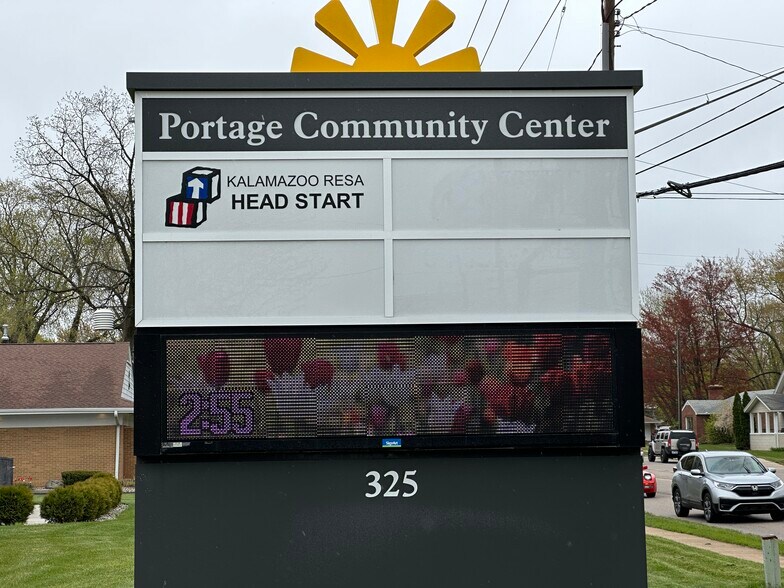 Portage Community Center
KALAMAZOO RESA
HEAD START
2:55
325